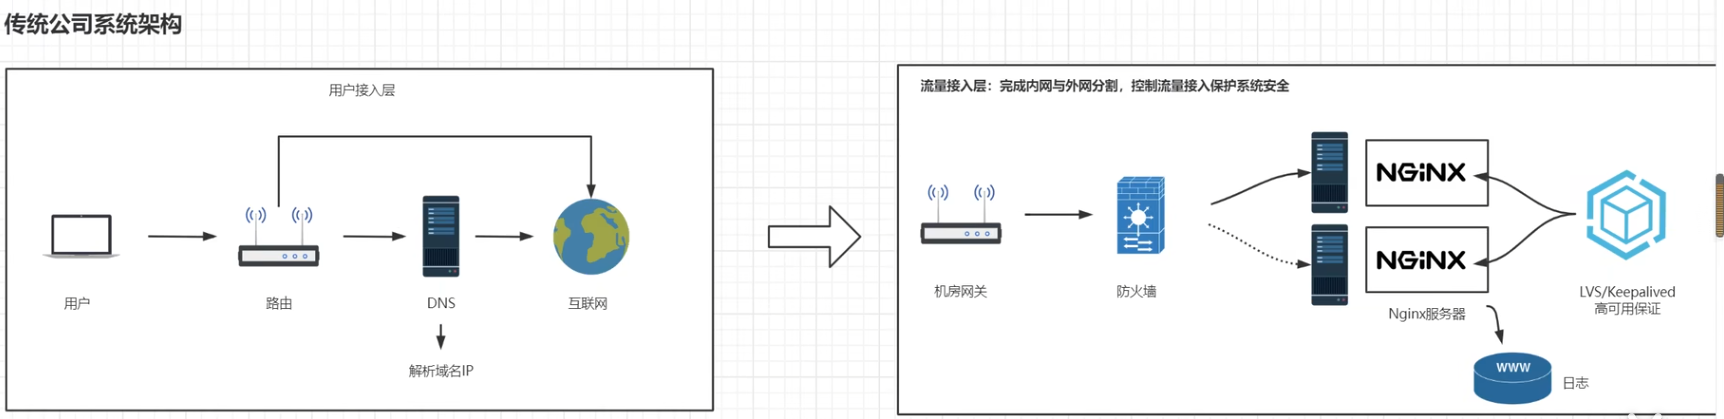 传统公司系统架构
用户接入层
用户
路由
DNS
互联网
解析域名IP
流量接入层：完成内网与外网分割，控制流量接入保护系统安全
机房网关
防火墙
NGINX
NGINX
Nginx服务器
LVS/Keepalived
高可用保证
WWW
日志